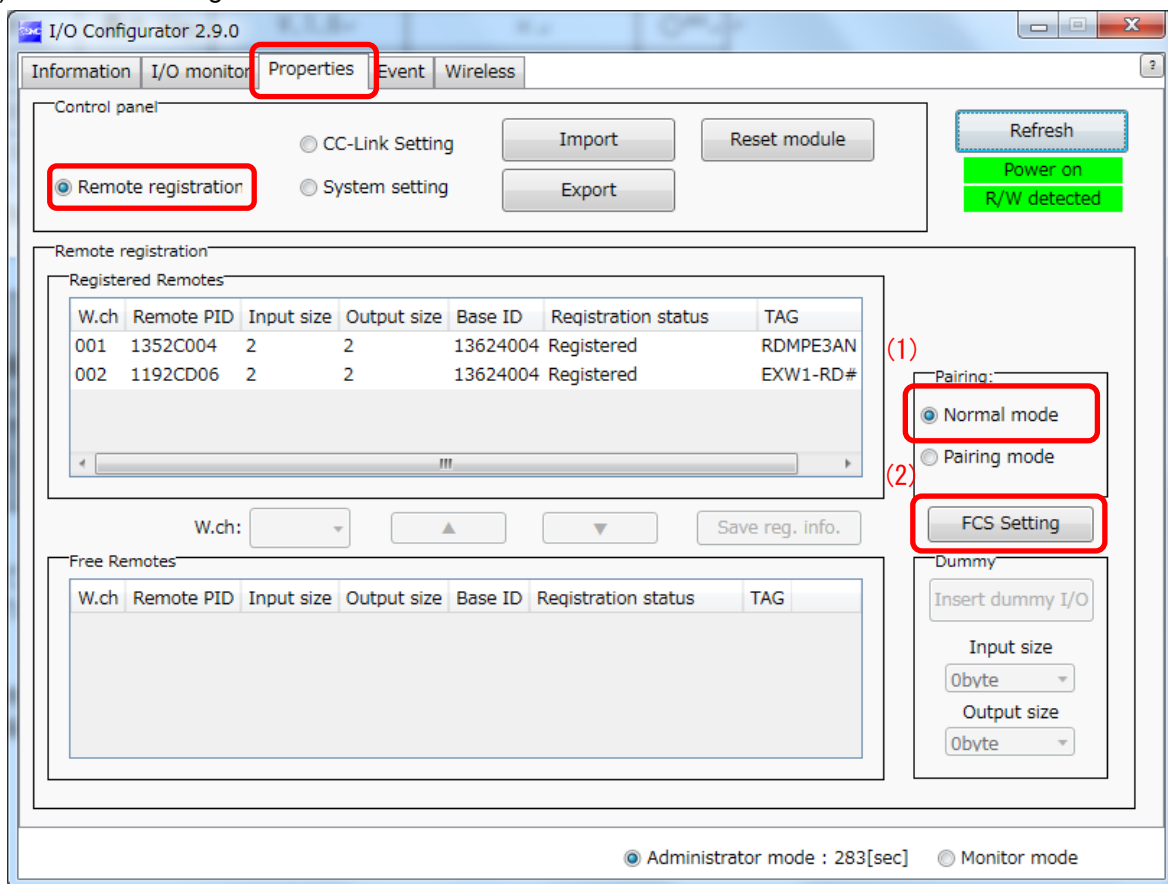 I/O Configurator 2.9.0
Information I/O monitor Properties Event Wireless ?
Control panel
CC-Link Setting Import Reset module Refresh
Remote registration System setting Export Power on
R/W detected
Remote registration
Registered Remotes
W.ch Remote PID Input size Output size Base ID Registration status TAG
001 1352C004 2 2 13624004 Registered RDMPE3AN
002 1192CD06 2 2 13624004 Registered EXW1-RD#
(1)
Pairing:
Normal mode
Pairing mode
(2)
W.ch: ▲ ▼ Save reg. info. FCS Setting
Free Remotes
W.ch Remote PID Input size Output size Base ID Registration status TAG
Dummy
Insert dummy I/O
Input size
0byte
Output size
0byte
Administrator mode : 283[sec] Monitor mode